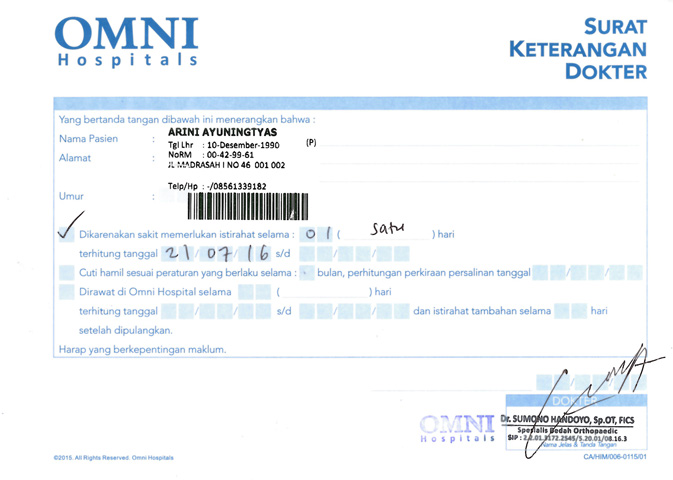 OMNI
Hospitals
SURAT
KETERANGAN
DOKTER
Yang bertanda tangan dibawah ini menerangkan bahwa :
Nama Pasien : ARINI AYUNINGTYAS
Tgl Lhr : 10-Desember-1990 (P)
Alamat : NoRM : 00-42-99-61
JL MADRASAH I NO 46 001 002
Telp/Hp : -/08561339182
Umur :
✓ Dikarenakan sakit memerlukan istirahat selama : 01 ( satu ) hari
terhitung tanggal 21/07/16 s/d / /
Cuti hamil sesuai peraturan yang berlaku selama : - bulan, perhitungan perkiraan persalinan tanggal / /
Dirawat di Omni Hospital selama ( ) hari
terhitung tanggal / / s/d / / dan istirahat tambahan selama hari
setelah dipulangkan.
Harap yang berkepentingan maklum.
/ /
DOKTER
OMNI
Hospitals
Dr. SUMONO HANDOYO, Sp.OT, FICS
Spesialis Bedah Orthopaedic
SIP : 2.2.01.3172.2545/5.20.03/08.16.3
Nama Jelas & Tanda Tangan
©2015. All Rights Reserved. Omni Hospitals
CA/HIM/006-0115/01